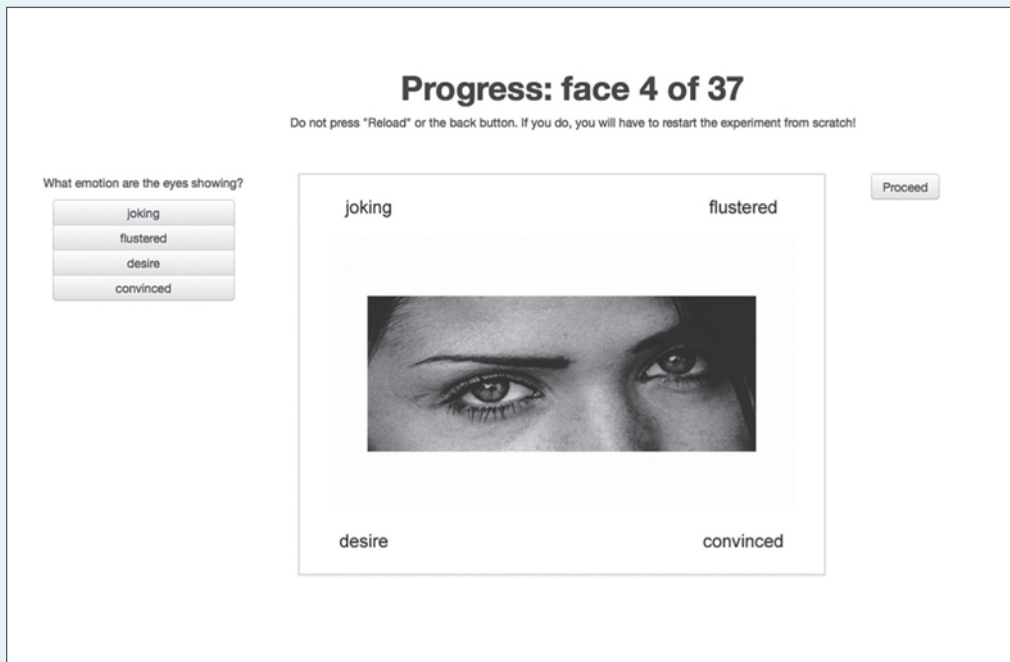 Progress: face 4 of 37
Do not press "Reload" or the back button. If you do, you will have to restart the experiment from scratch!
What emotion are the eyes showing?
joking
flustered
desire
convinced
joking
flustered
desire
convinced
Proceed